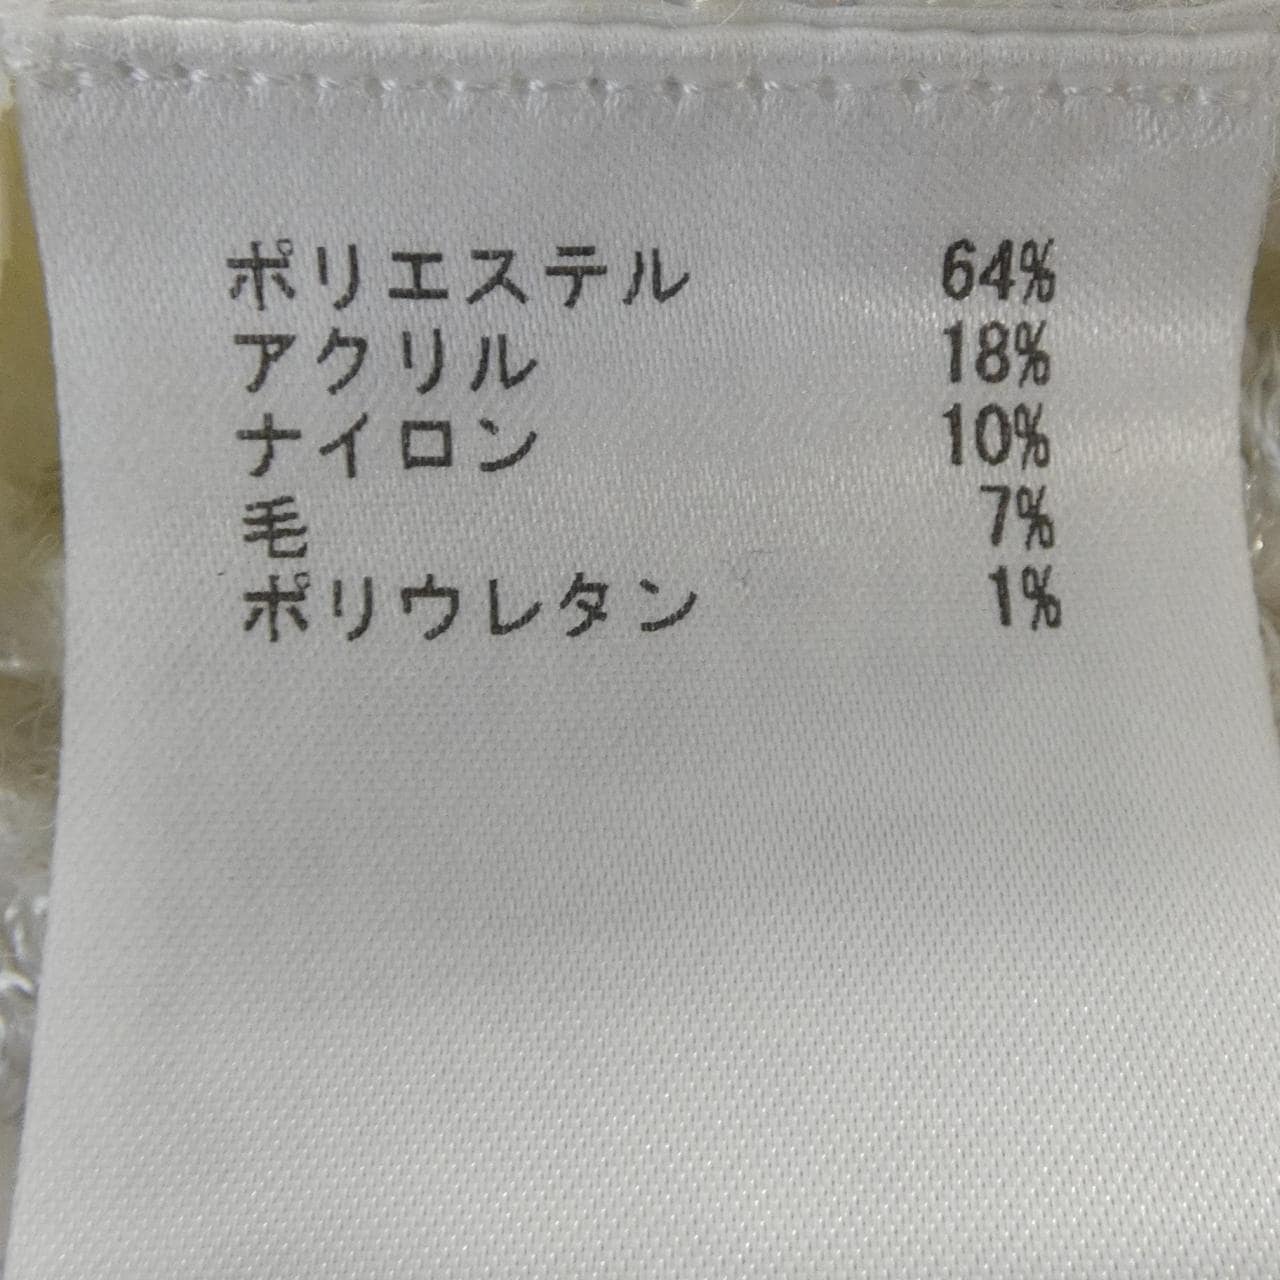 ポリエステル 64%
アクリル 18%
ナイロン 10%
毛 7%
ポリウレタン 1%